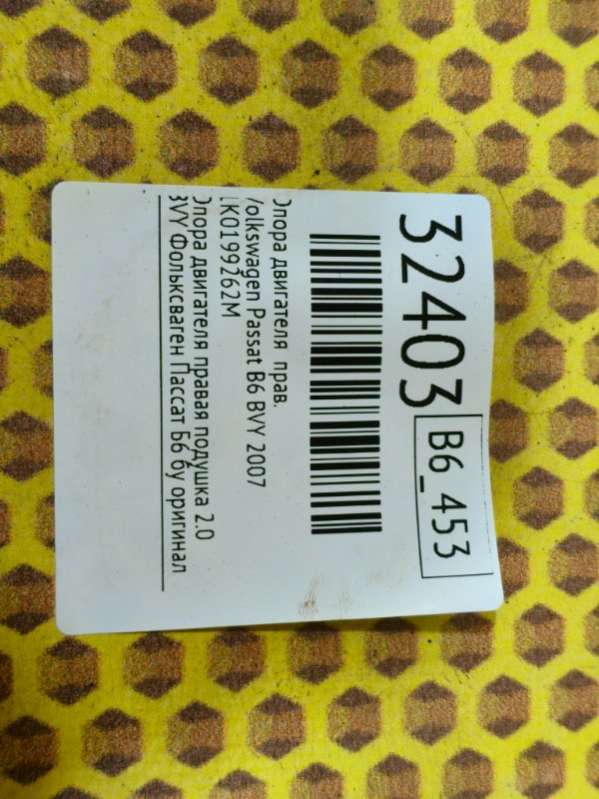 32403
B6_453
Опора двигателя прав.
Volkswagen Passat B6 BVY 2007
1K0199262M
Опора двигателя правая подушка 2.0
BVY Фольксваген Пассат Б6 бу оригинал